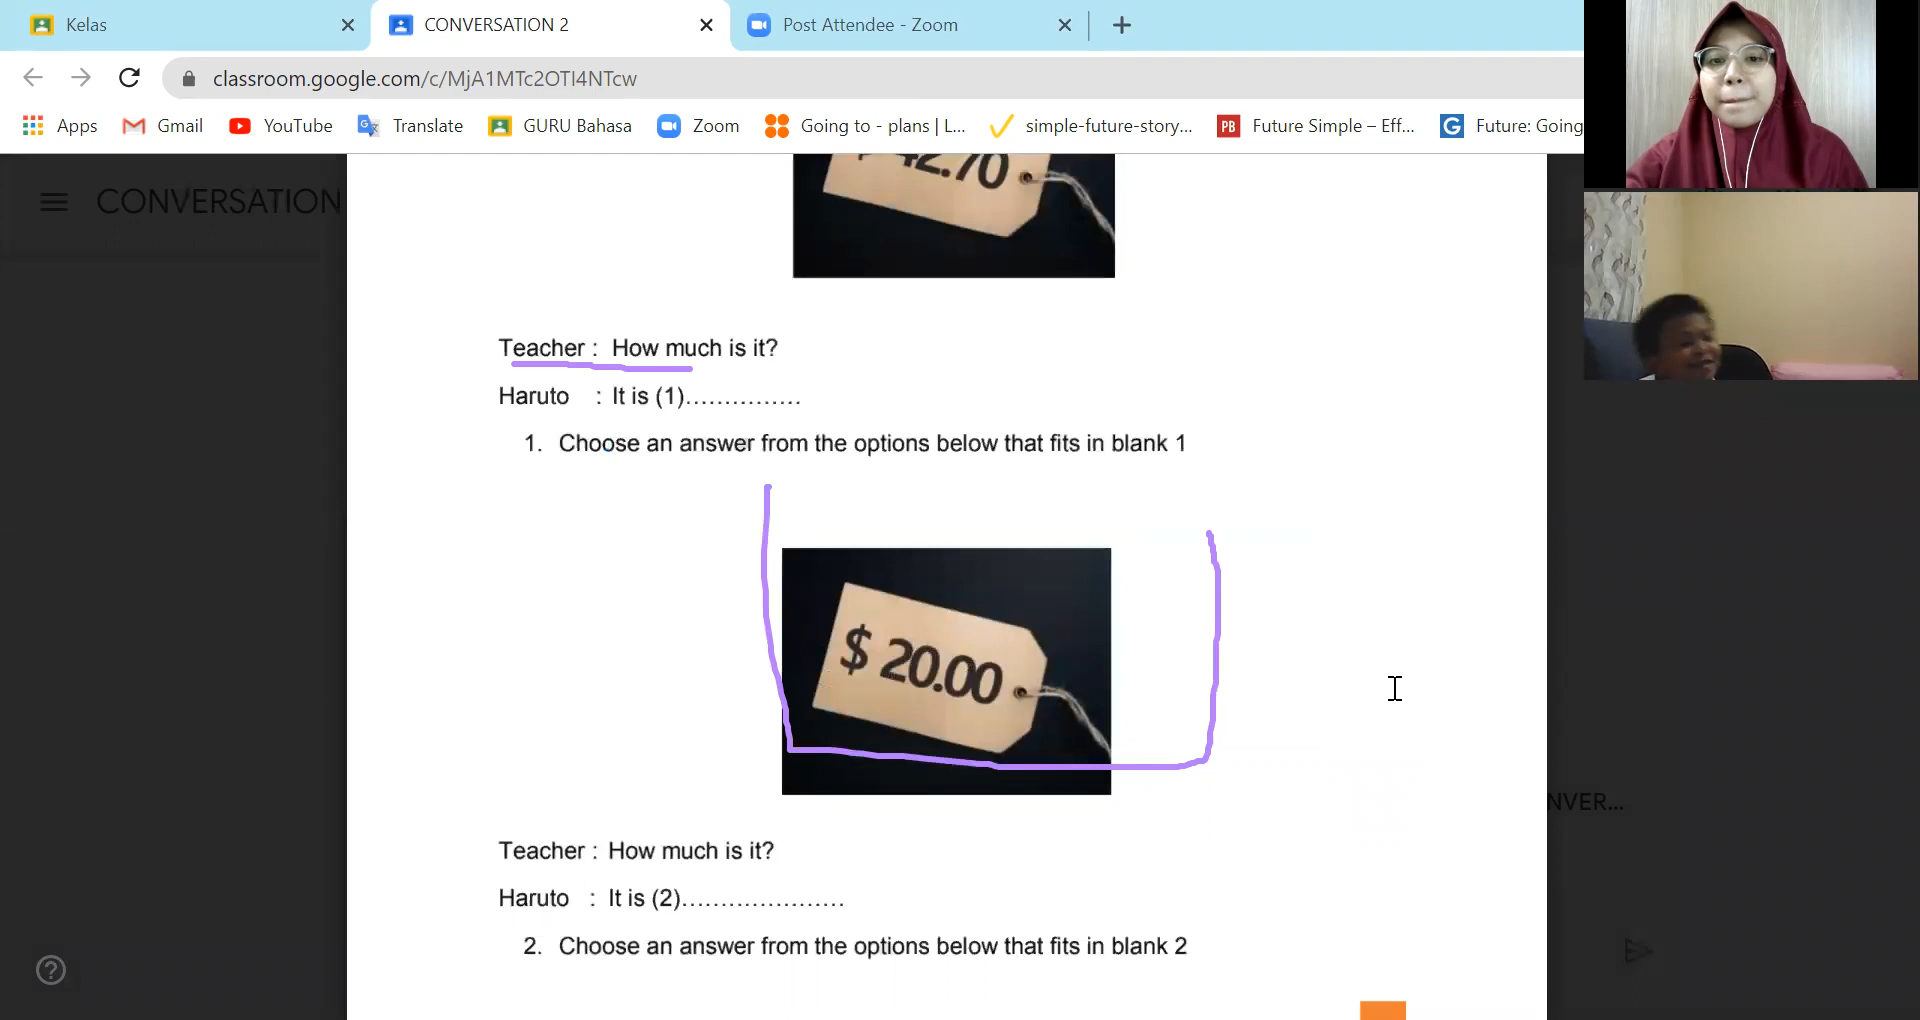 Kelas
CONVERSATION 2
Post Attendee - Zoom
classroom.google.com/c/MjA1MTc2OTI4NTcw
Apps
Gmail
YouTube
Translate
GURU Bahasa
Zoom
Going to - plans | L...
simple-future-story...
PB
Future Simple – Eff...
G
Future: Going
CONVERSATION
42.70
Teacher : How much is it?
Haruto : It is (1)...............
1. Choose an answer from the options below that fits in blank 1
$ 20.00
Teacher : How much is it?
Haruto : It is (2).....................
2. Choose an answer from the options below that fits in blank 2
NVER...